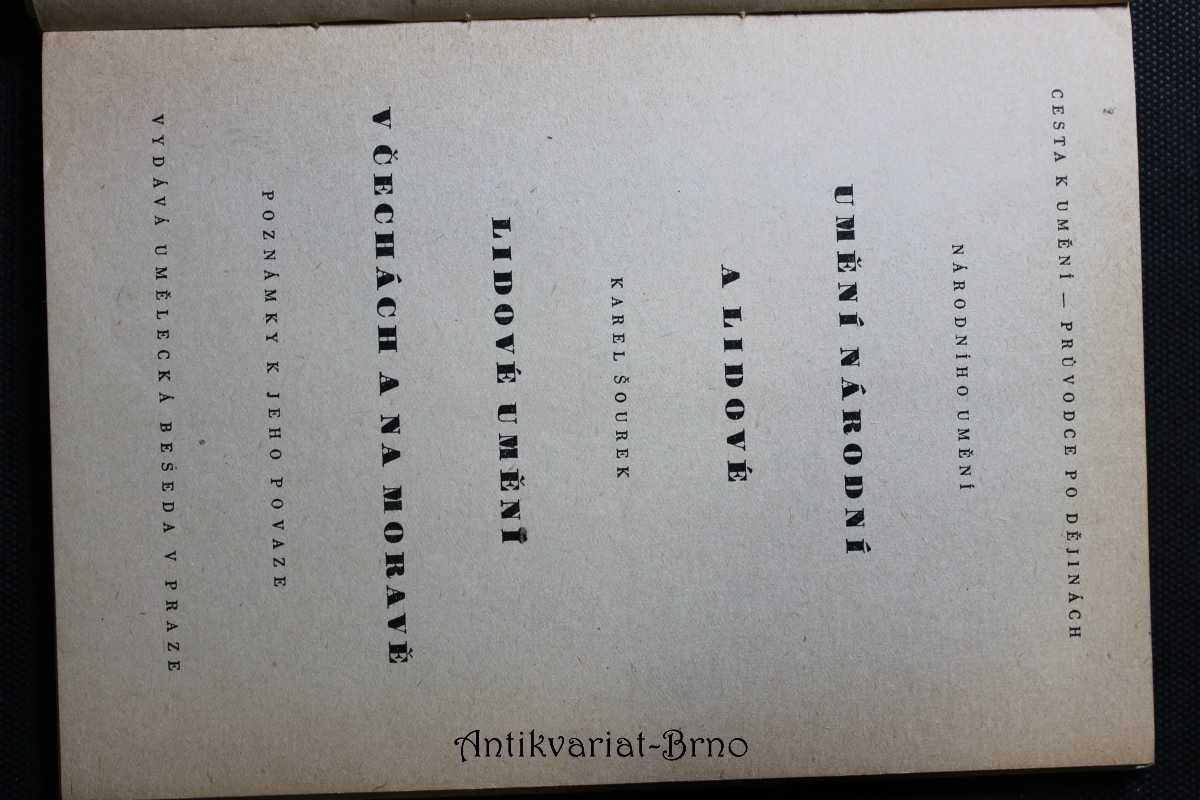 CESTA K UMĚNÍ — PRŮVODCE PO DĚJINÁCH
NÁRODNÍHO UMĚNÍ
UMĚNÍ NÁRODNÍ
A LIDOVÉ
KAREL ŠOUREK
LIDOVÉ UMĚNÍ
V ČECHÁCH A NA MORAVĚ
POZNÁMKY K JEHO POVAZE
VYDÁVÁ UMĚLECKÁ BESEDA V PRAZE
Antikvariat-Brno